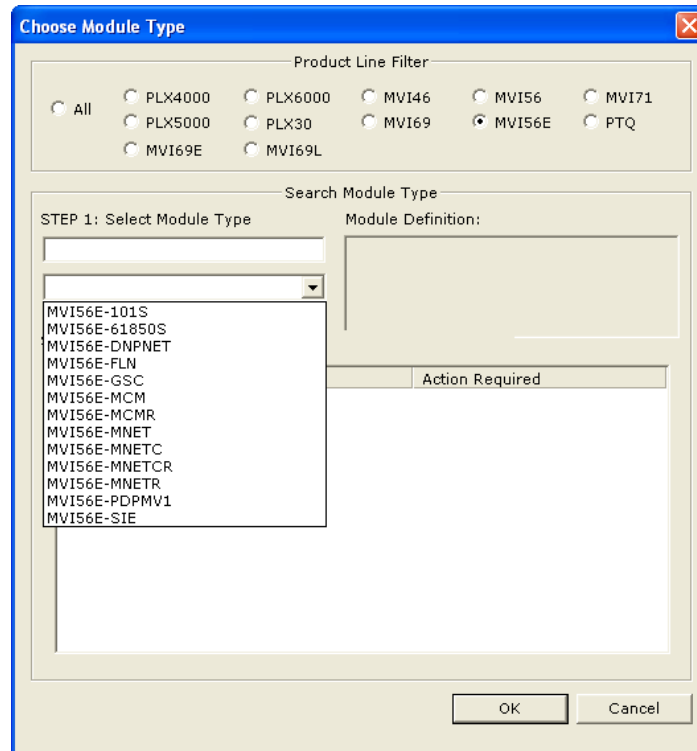 Choose Module Type
Product Line Filter
All
PLX4000
PLX6000
MVI46
MVI56
MVI71
PLX5000
PLX30
MVI69
MVI56E
PTQ
MVI69E
MVI69L
Search Module Type
STEP 1: Select Module Type
Module Definition:
MVI56E-101S
MVI56E-61850S
MVI56E-DNPNET
MVI56E-FLN
MVI56E-GSC
MVI56E-MCM
MVI56E-MCMR
MVI56E-MNET
MVI56E-MNETC
MVI56E-MNETCR
MVI56E-MNETR
MVI56E-PDPMV1
MVI56E-SIE
Action Required
OK
Cancel